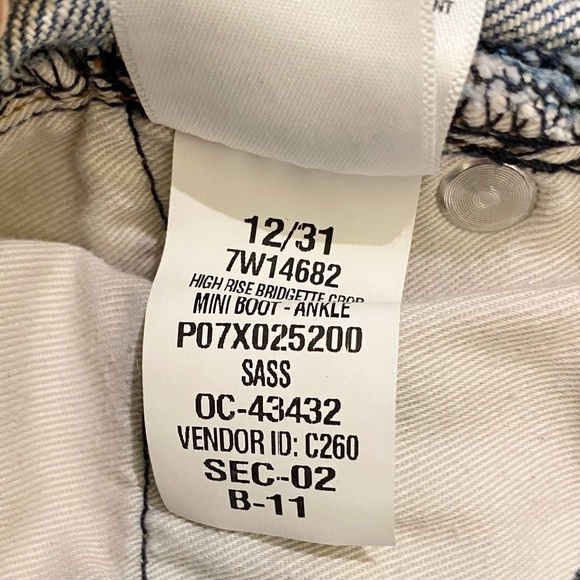 NT
12/31
7W14682
HIGH RISE BRIDGETTE CROP
MINI BOOT - ANKLE
P07X025200
SASS
OC-43432
VENDOR ID: C260
SEC-02
B-11